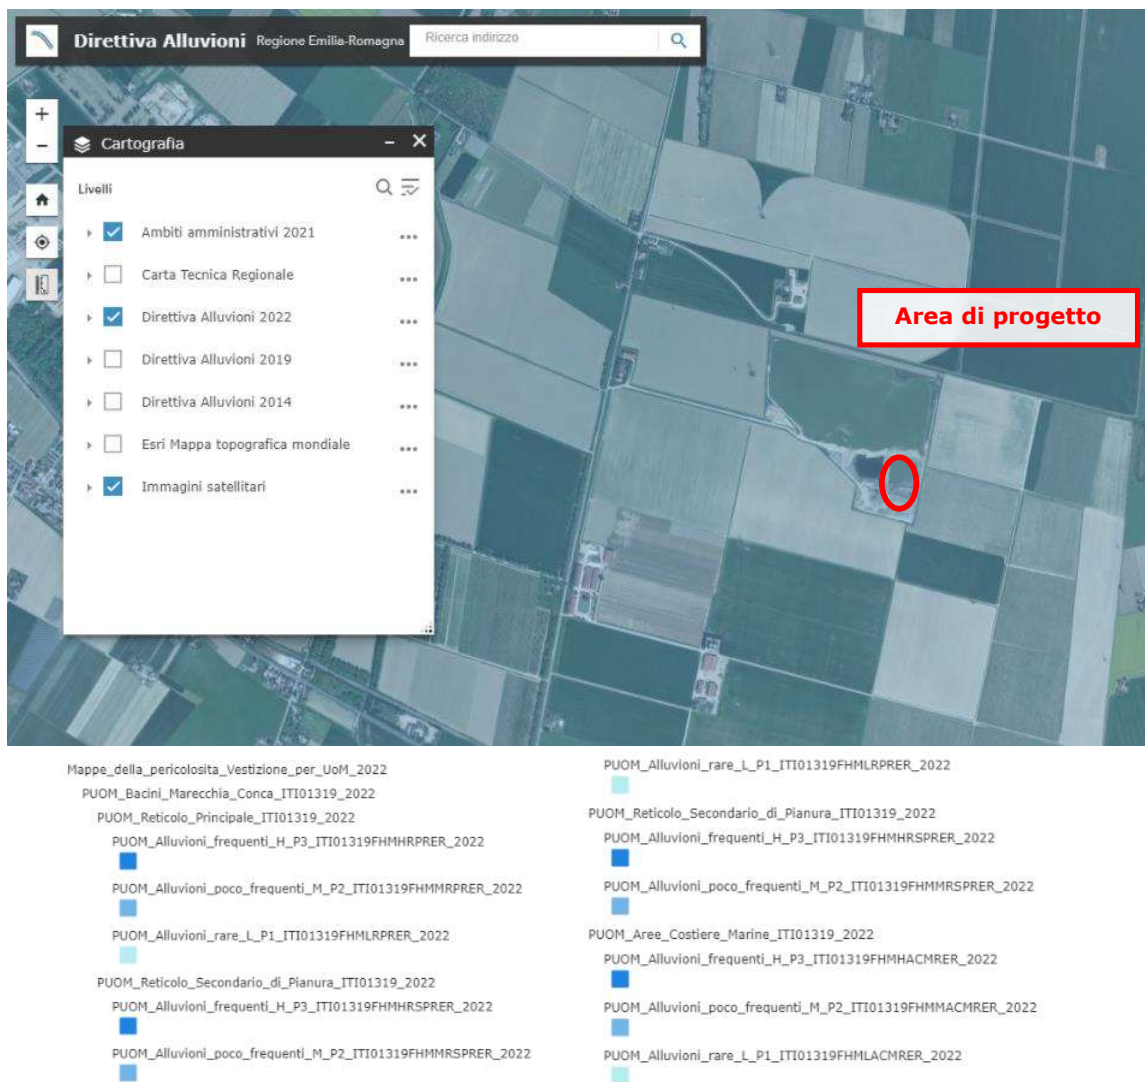 Direttiva Alluvioni Regione Emilia-Romagna
Ricerca indirizzo
+
−
Cartografia
Livelli
Ambiti amministrativi 2021
Carta Tecnica Regionale
Direttiva Alluvioni 2022
Direttiva Alluvioni 2019
Direttiva Alluvioni 2014
Esri Mappa topografica mondiale
Immagini satellitari
Area di progetto
Mappe_della_pericolosita_Vestizione_per_UoM_2022
PUOM_Bacini_Marecchia_Conca_ITI01319_2022
PUOM_Reticolo_Principale_ITI01319_2022
PUOM_Alluvioni_frequenti_H_P3_ITI01319FHMHRPRER_2022
PUOM_Alluvioni_poco_frequenti_M_P2_ITI01319FHMMRPRER_2022
PUOM_Alluvioni_rare_L_P1_ITI01319FHMLRPRER_2022
PUOM_Reticolo_Secondario_di_Pianura_ITI01319_2022
PUOM_Alluvioni_frequenti_H_P3_ITI01319FHMHRSPRER_2022
PUOM_Alluvioni_poco_frequenti_M_P2_ITI01319FHMMRSPRER_2022
PUOM_Alluvioni_rare_L_P1_ITI01319FHMLRPRER_2022
PUOM_Reticolo_Secondario_di_Pianura_ITI01319_2022
PUOM_Alluvioni_frequenti_H_P3_ITI01319FHMHRSPRER_2022
PUOM_Alluvioni_poco_frequenti_M_P2_ITI01319FHMMRSPRER_2022
PUOM_Aree_Costiere_Marine_ITI01319_2022
PUOM_Alluvioni_frequenti_H_P3_ITI01319FHMHACMRER_2022
PUOM_Alluvioni_poco_frequenti_M_P2_ITI01319FHMMACMRER_2022
PUOM_Alluvioni_rare_L_P1_ITI01319FHMLACMRER_2022